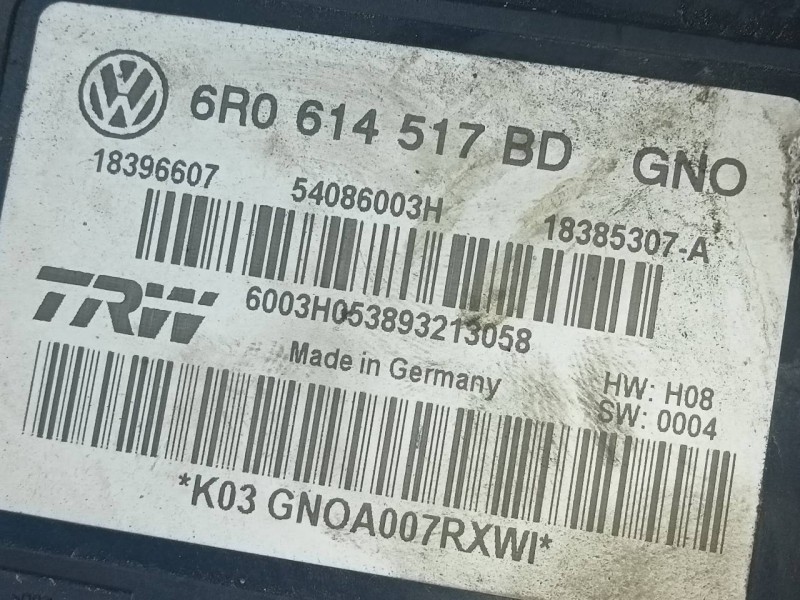 6R0 614 517 BD GNO
18396607 54086003H 18385307-A
TRW 6003H053893213058
Made in Germany HW: H08
SW: 0004
*K03 GNOA007RXWI*